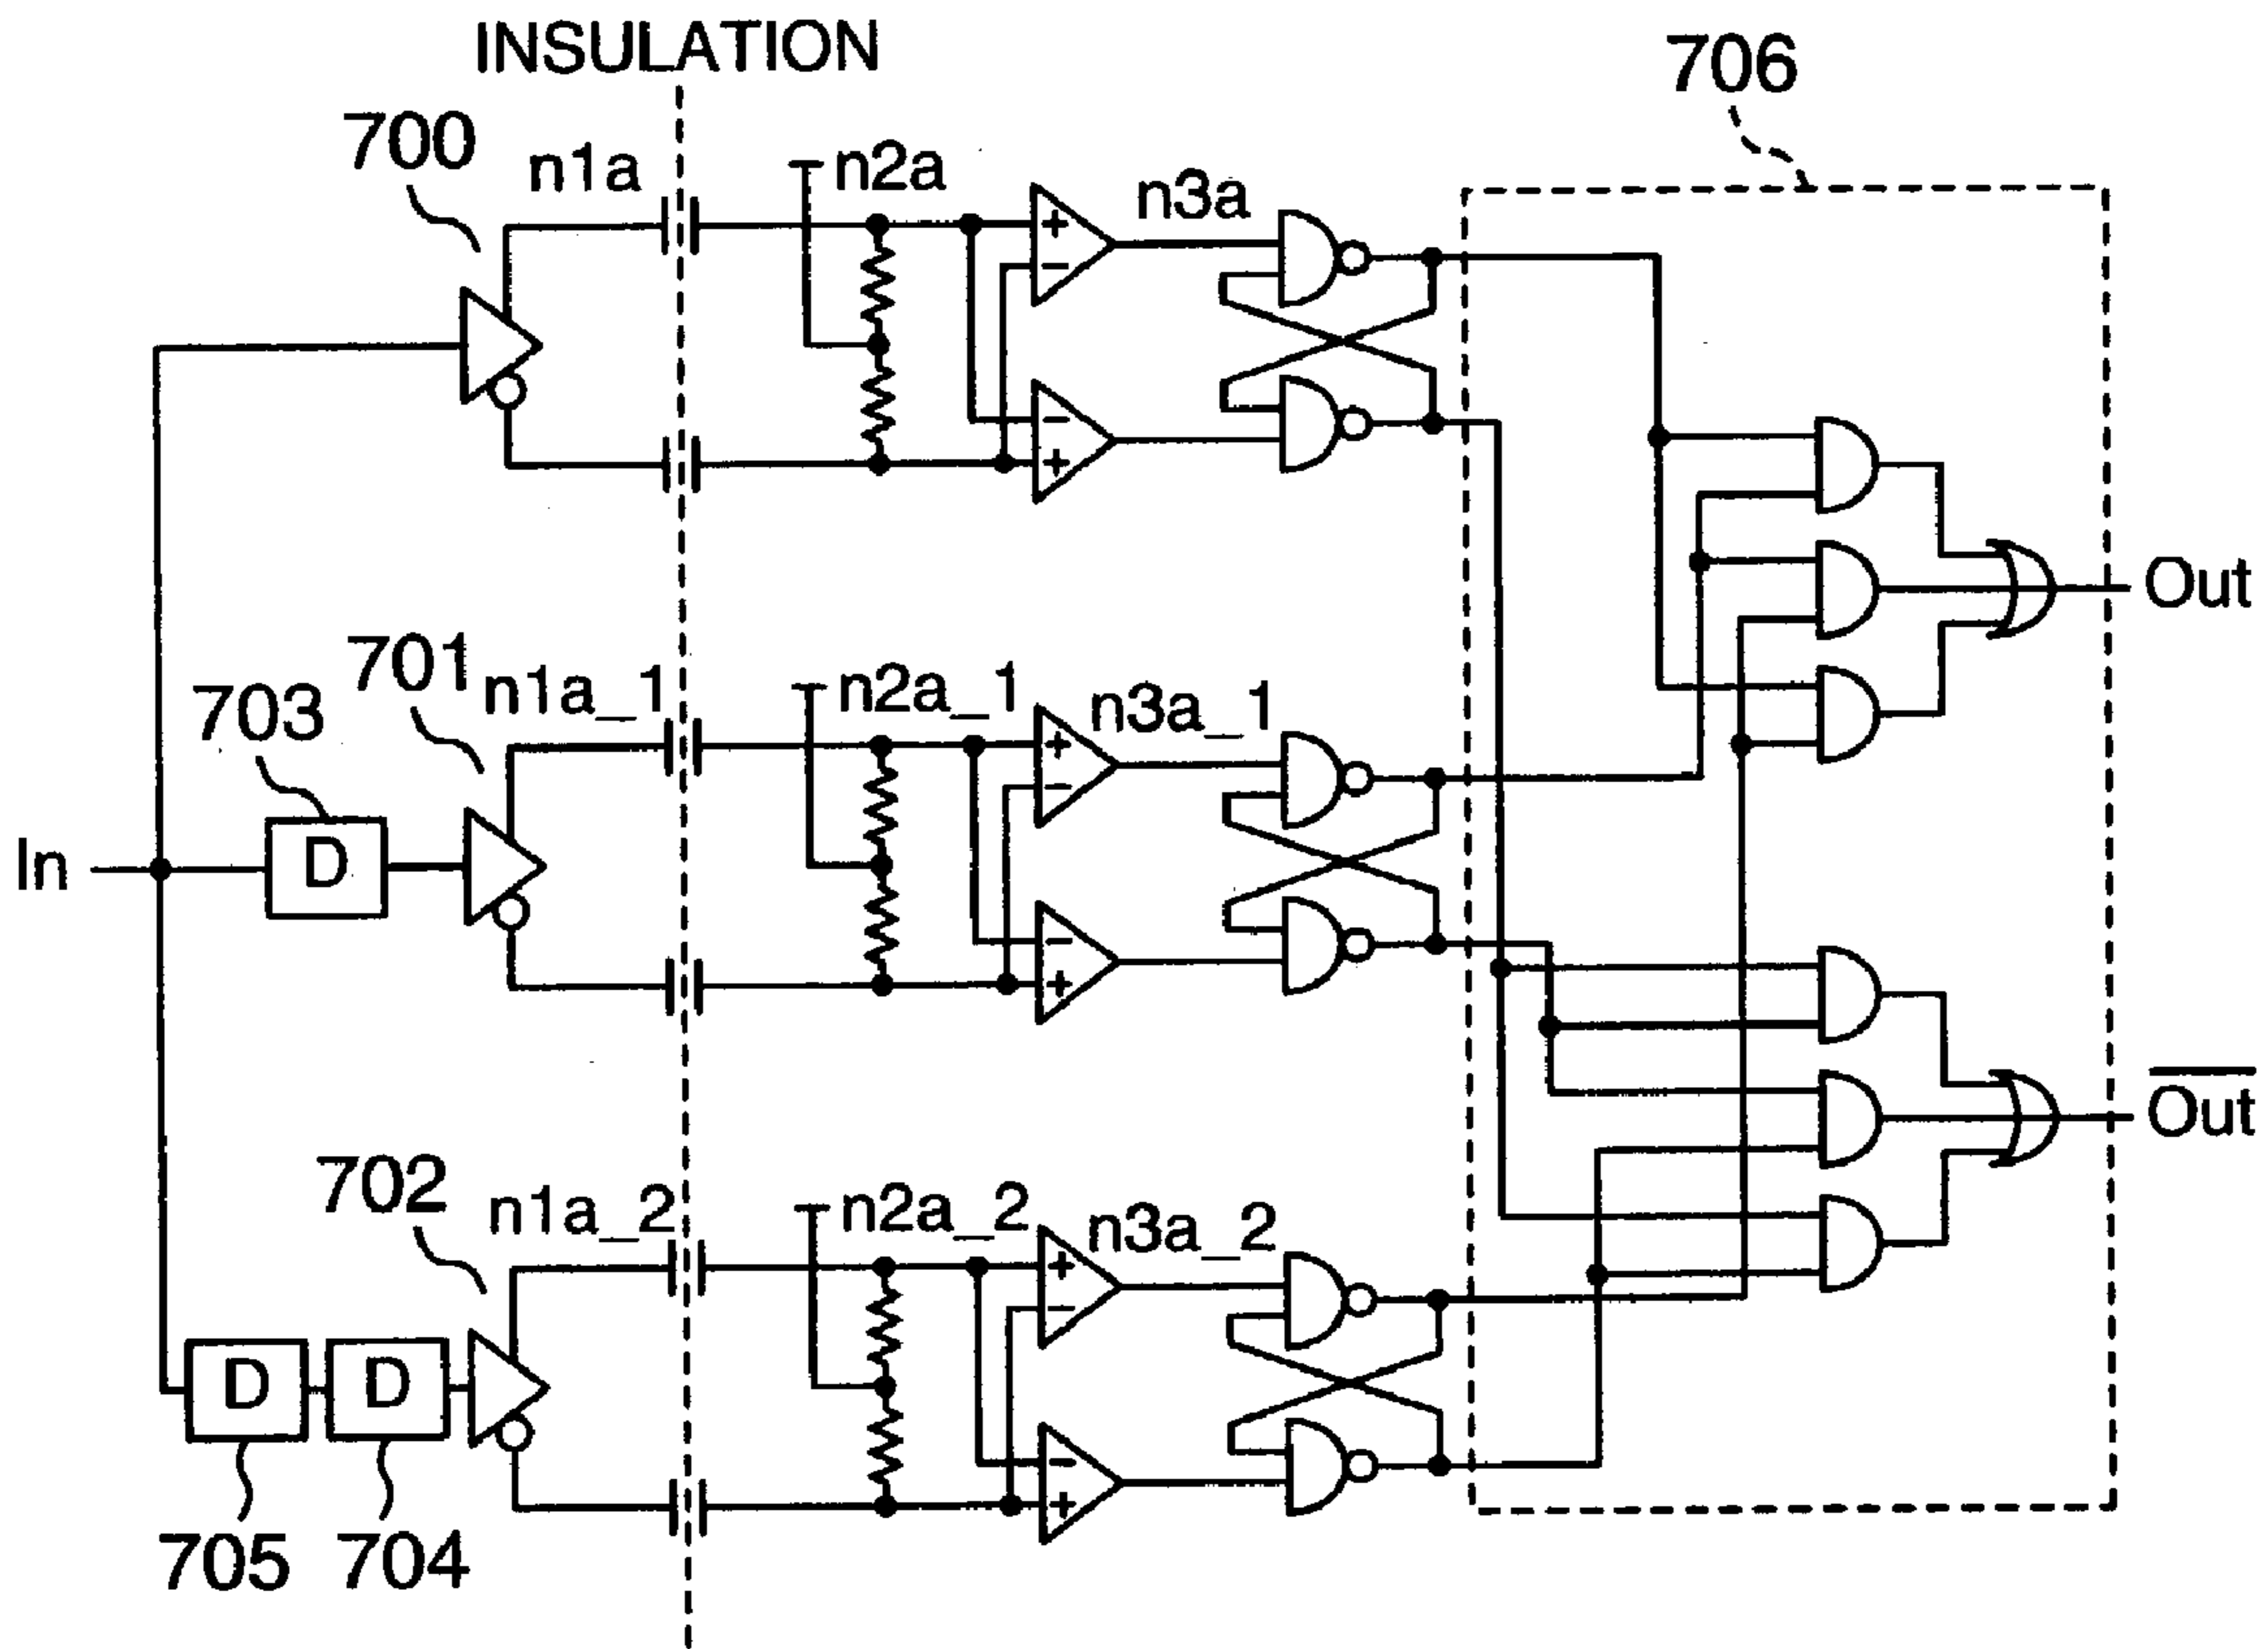 INSULATION
706
700
n1a
n2a
n3a
+
−
−
+
Out
701
n1a_1
n2a_1
n3a_1
703
+
−
In
D
−
+
Out
702
n1a_2
n2a_2
n3a_2
+
−
D
D
−
+
705
704